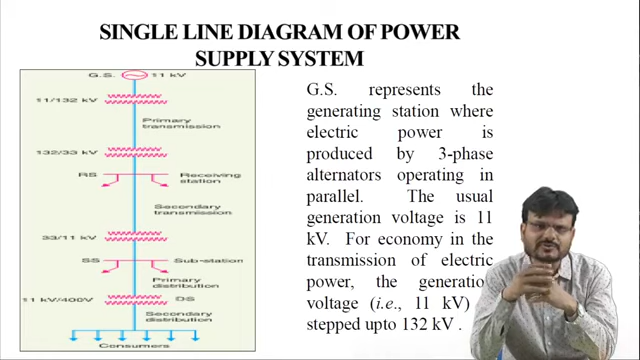 SINGLE LINE DIAGRAM OF POWER
SUPPLY SYSTEM
G.S. 11 kV
11/132 kV
Primary
transmission
132/33 kV
RS Receiving
station
Secondary
transmission
33/11 kV
SS Sub-station
Primary
distribution
11 kV/400V DS
Secondary
distribution
Consumers
G.S. represents the
generating station where
electric power is
produced by 3-phase
alternators operating in
parallel. The usual
generation voltage is 11
kV. For economy in the
transmission of electric
power, the generation
voltage (i.e., 11 kV)
stepped upto 132 kV .